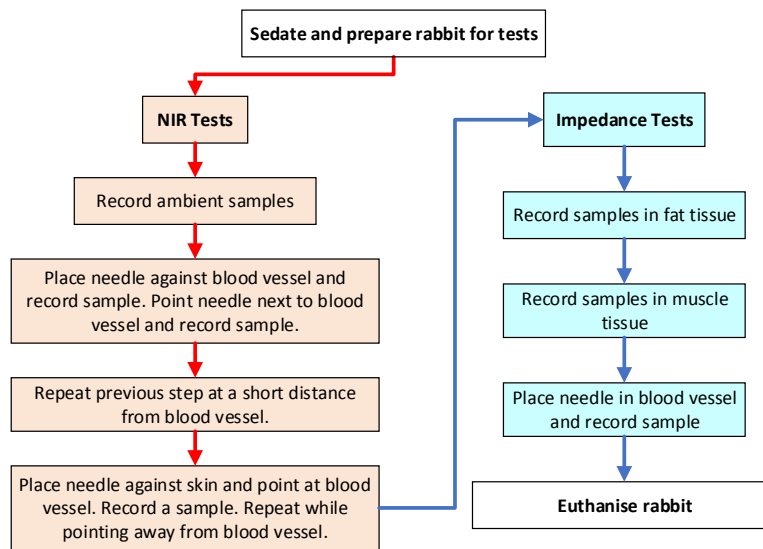 Sedate and prepare rabbit for tests
NIR Tests
Record ambient samples
Place needle against blood vessel and
record sample. Point needle next to blood
vessel and record sample.
Repeat previous step at a short distance
from blood vessel.
Place needle against skin and point at blood
vessel. Record a sample. Repeat while
pointing away from blood vessel.
Impedance Tests
Record samples in fat tissue
Record samples in muscle
tissue
Place needle in blood vessel
and record sample
Euthanise rabbit